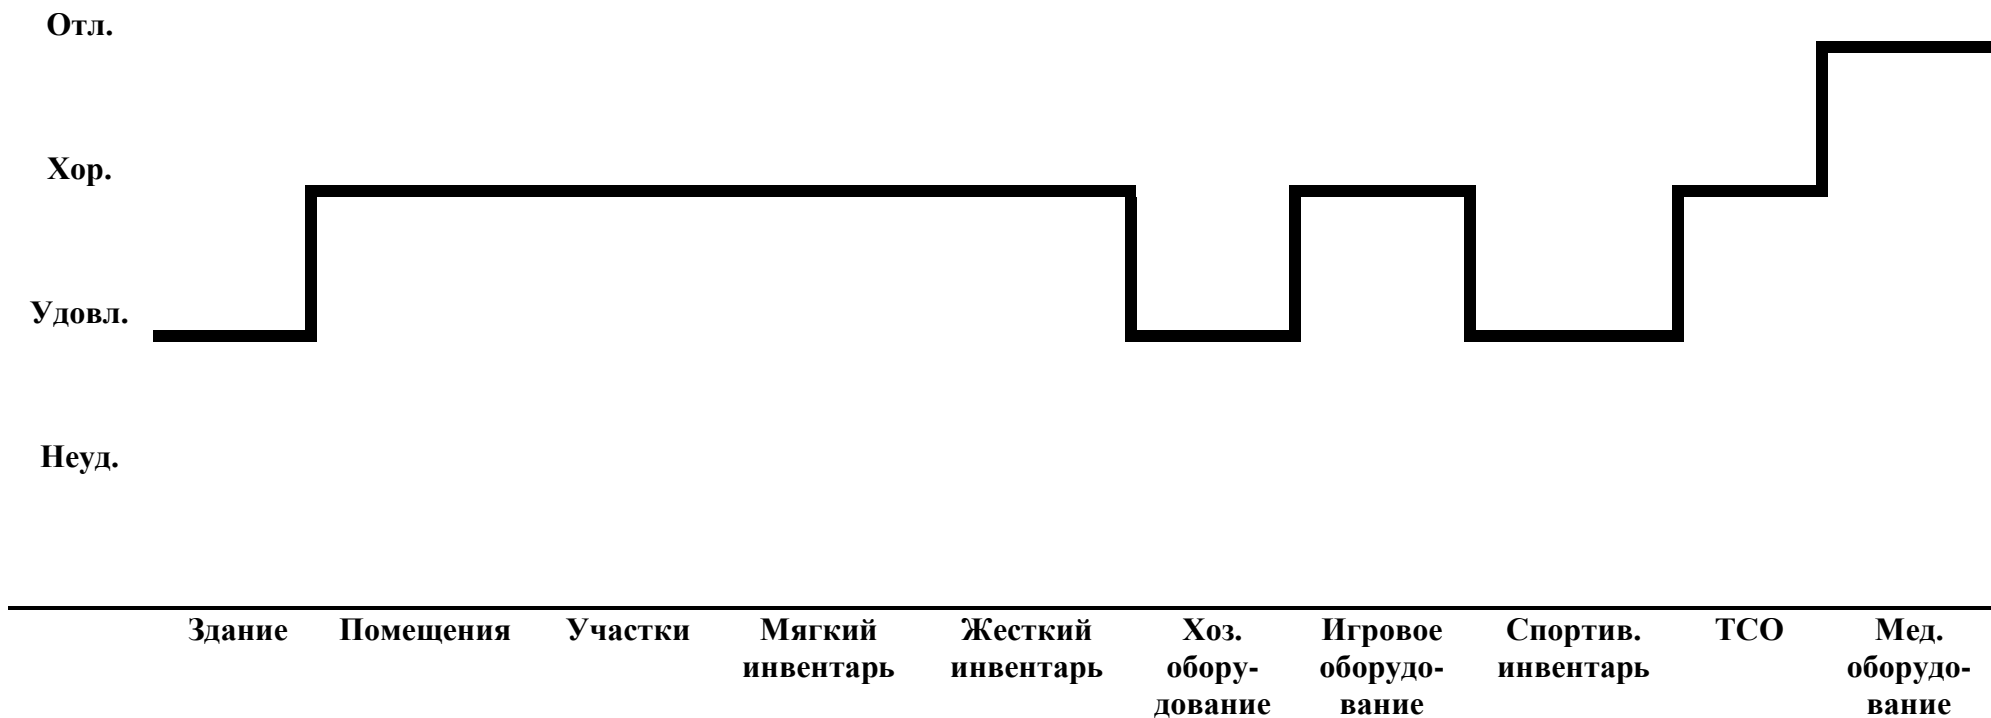 Отл.
Хор.
Удовл.
Неуд.
Здание Помещения Участки Мягкий Жесткий Хоз. Игровое Спортив. ТСО Мед.
инвентарь инвентарь обору- оборудо- инвентарь оборудо-
дование вание вание